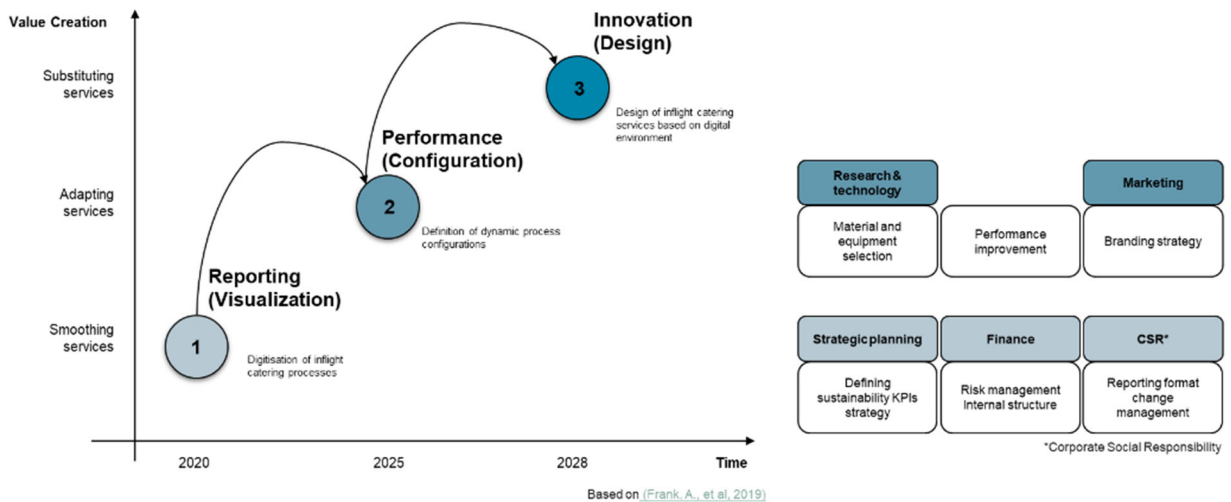 Value Creation
Substituting
services
Adapting
services
Smoothing
services
Innovation
(Design)
3
Design of inflight catering
services based on digital
environment
Performance
(Configuration)
2
Definition of dynamic process
configurations
Reporting
(Visualization)
1
Digitisation of inflight
catering processes
2020
2025
2028
Time
Based on (Frank, A., et al, 2019)
Research &
technology
Marketing
Material and
equipment
selection
Performance
improvement
Branding strategy
Strategic planning
Finance
CSR*
Defining
sustainability KPIs
strategy
Risk management
Internal structure
Reporting format
change
management
*Corporate Social Responsibility